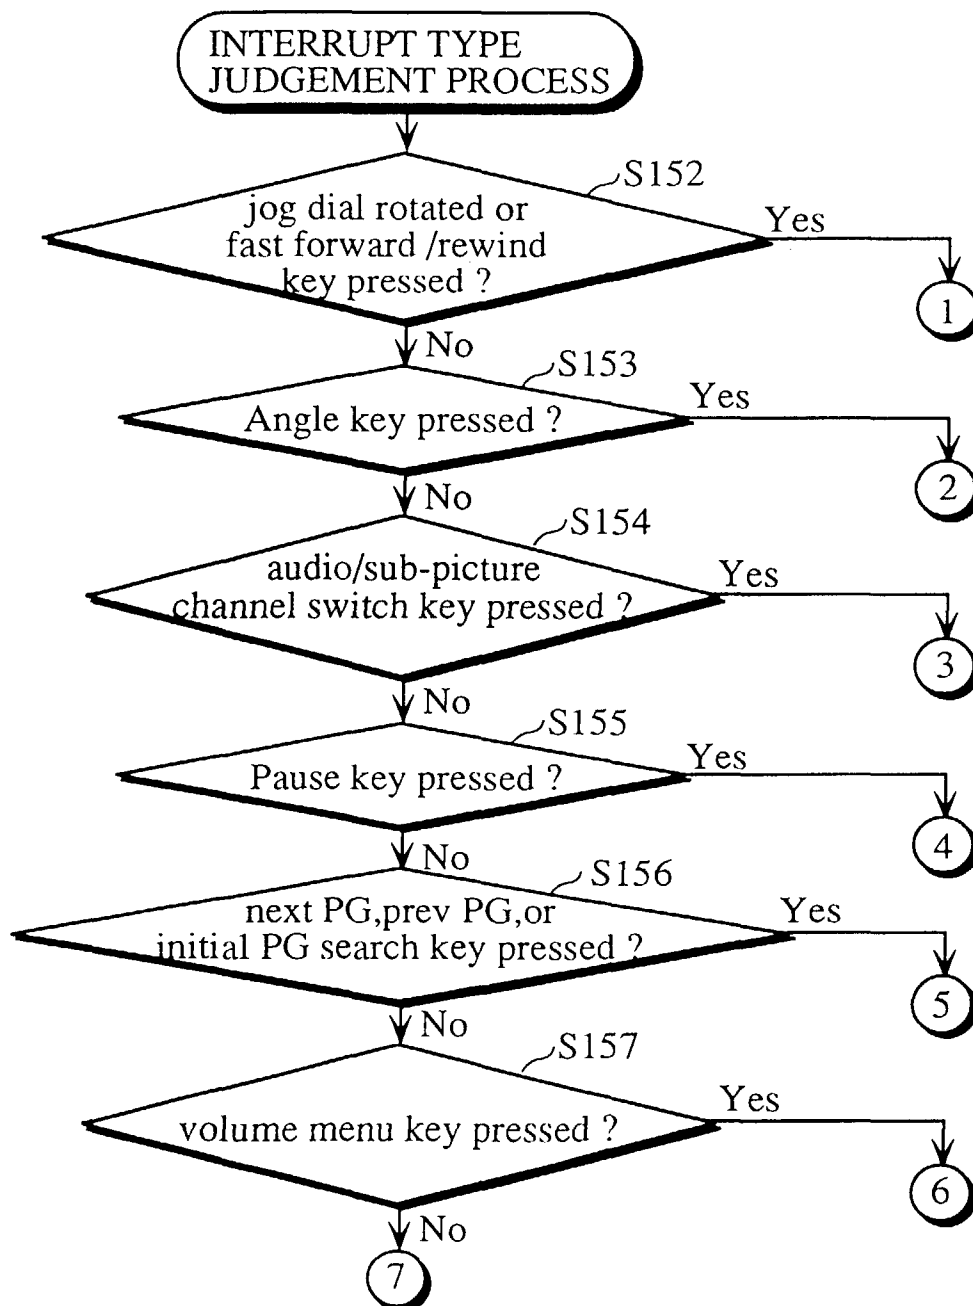 INTERRUPT TYPE
JUDGEMENT PROCESS
S152
jog dial rotated or
fast forward /rewind
key pressed ?
Yes
1
No
S153
Angle key pressed ?
Yes
2
No
S154
audio/sub-picture
channel switch key pressed ?
Yes
3
No
S155
Pause key pressed ?
Yes
4
No
S156
next PG,prev PG,or
initial PG search key pressed ?
Yes
5
No
S157
volume menu key pressed ?
Yes
6
No
7